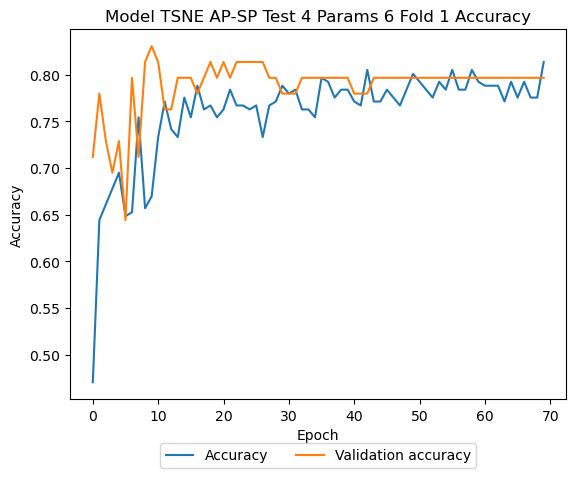 Model TSNE AP-SP Test 4 Params 6 Fold 1 Accuracy
0.80
0.75
0.70
0.65
0.60
0.55
0.50
Accuracy
0 10 20 30 40 50 60 70
Epoch
Accuracy Validation accuracy